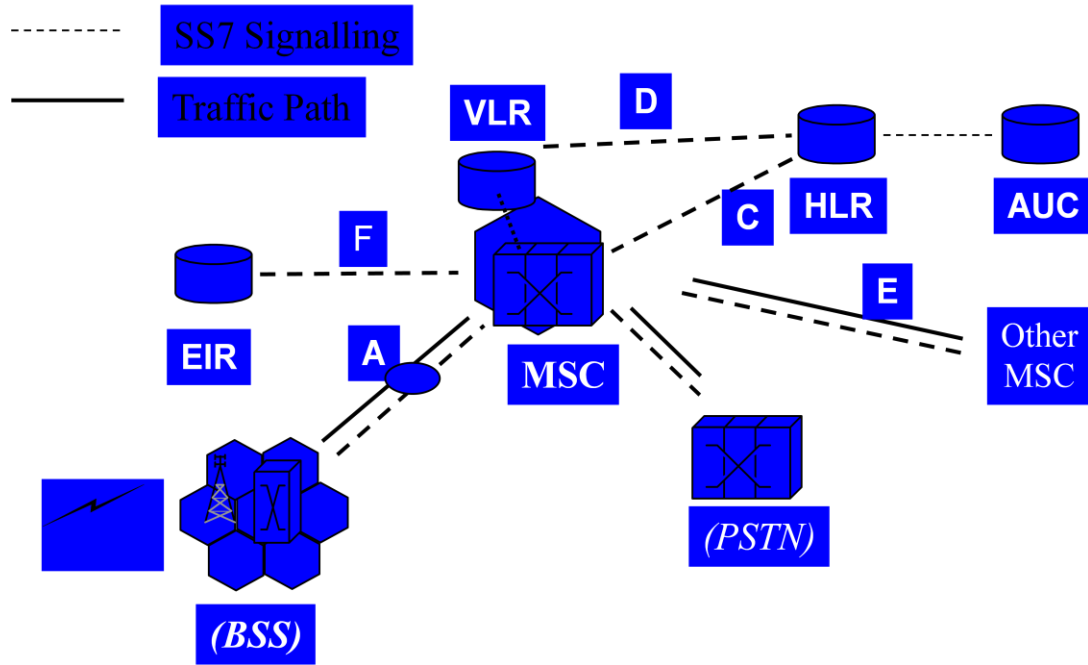 SS7 Signalling
Traffic Path
VLR
D
HLR
AUC
C
F
EIR
A
MSC
E
Other
MSC
(PSTN)
(BSS)